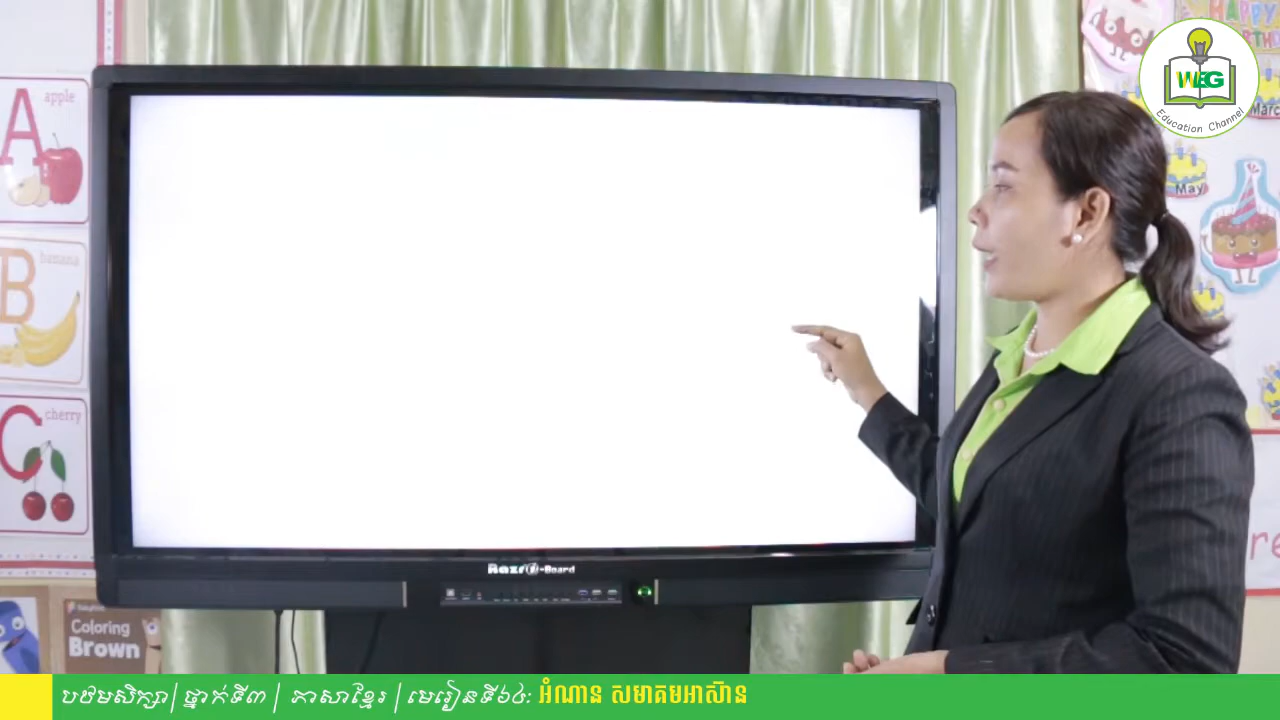 HAPPY
A apple
WEG
Education Channel
March
May
B banana
C cherry
Razr i-Board
Coloring
Brown
បឋមសិក្សា| ថ្នាក់ទី៣ | ភាសាខ្មែរ | មេរៀនទី៦៤: អំណាន សមាគមអាស៊ាន